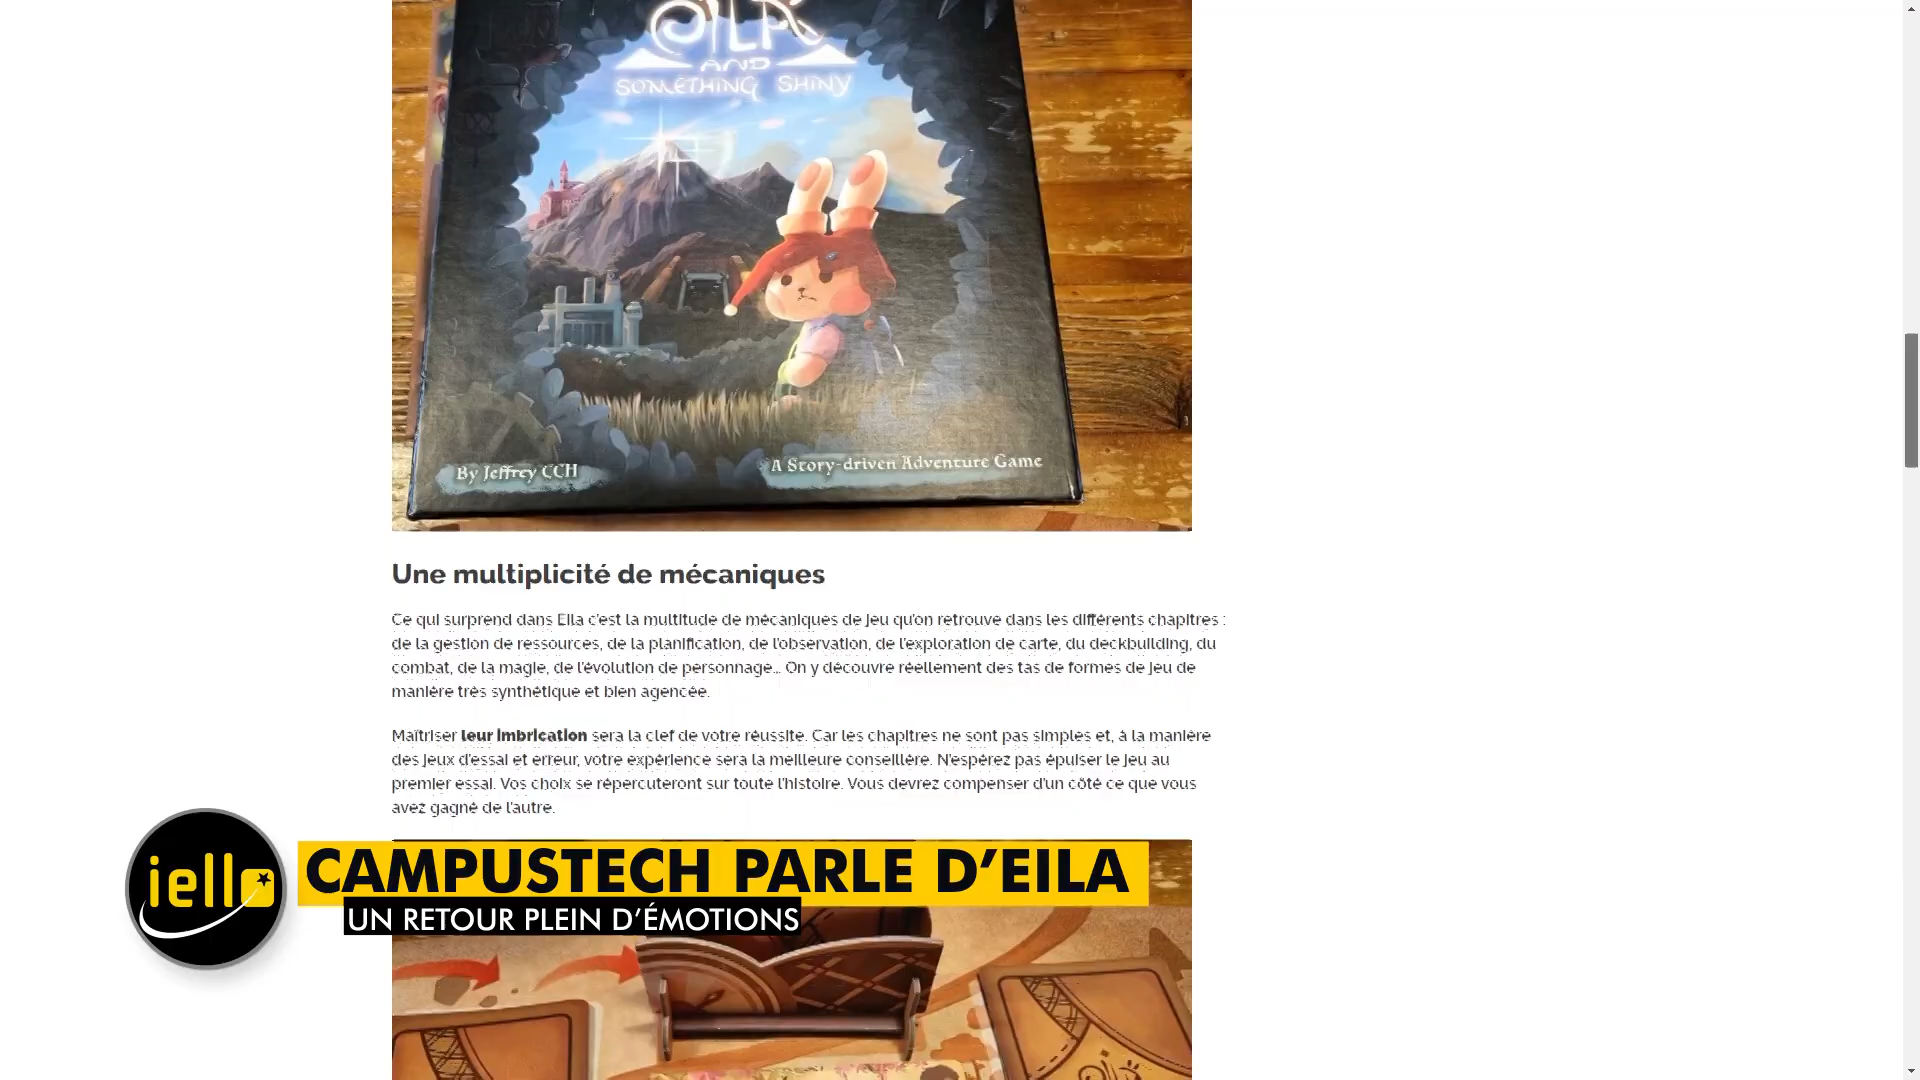 EILA
AND
SOMETHING SHINY
By Jeffrey CCH
A Story-driven Adventure Game
Une multiplicité de mécaniques
Ce qui surprend dans Eila c'est la multitude de mécaniques de jeu qu'on retrouve dans les différents chapitres :
de la gestion de ressources, de la planification, de l'observation, de l'exploration de carte, du deckbuilding, du
combat, de la magie, de l'évolution de personnage... On y découvre réellement des tas de formes de jeu de
manière très synthétique et bien agencée.
Maîtriser leur imbrication sera la clef de votre réussite. Car les chapitres ne sont pas simples et, à la manière
des jeux d'essai et erreur, votre expérience sera la meilleure conseillère. N'espérez pas épuiser le jeu au
premier essai. Vos choix se répercuteront sur toute l'histoire. Vous devrez compenser d'un côté ce que vous
avez gagné de l'autre.
iello
CAMPUSTECH PARLE D'EILA
UN RETOUR PLEIN D'ÉMOTIONS